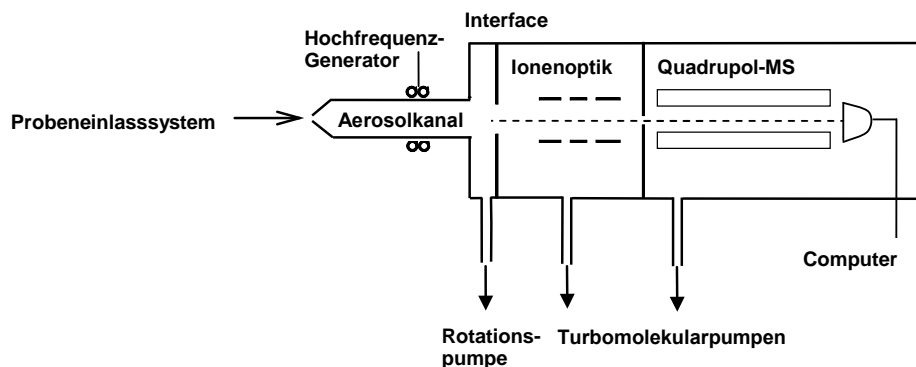 Interface
Hochfrequenz-
Generator
Ionenoptik
Quadrupol-MS
Probeneinlasssystem
Aerosolkanal
Computer
Rotations-
pumpe
Turbomolekularpumpen